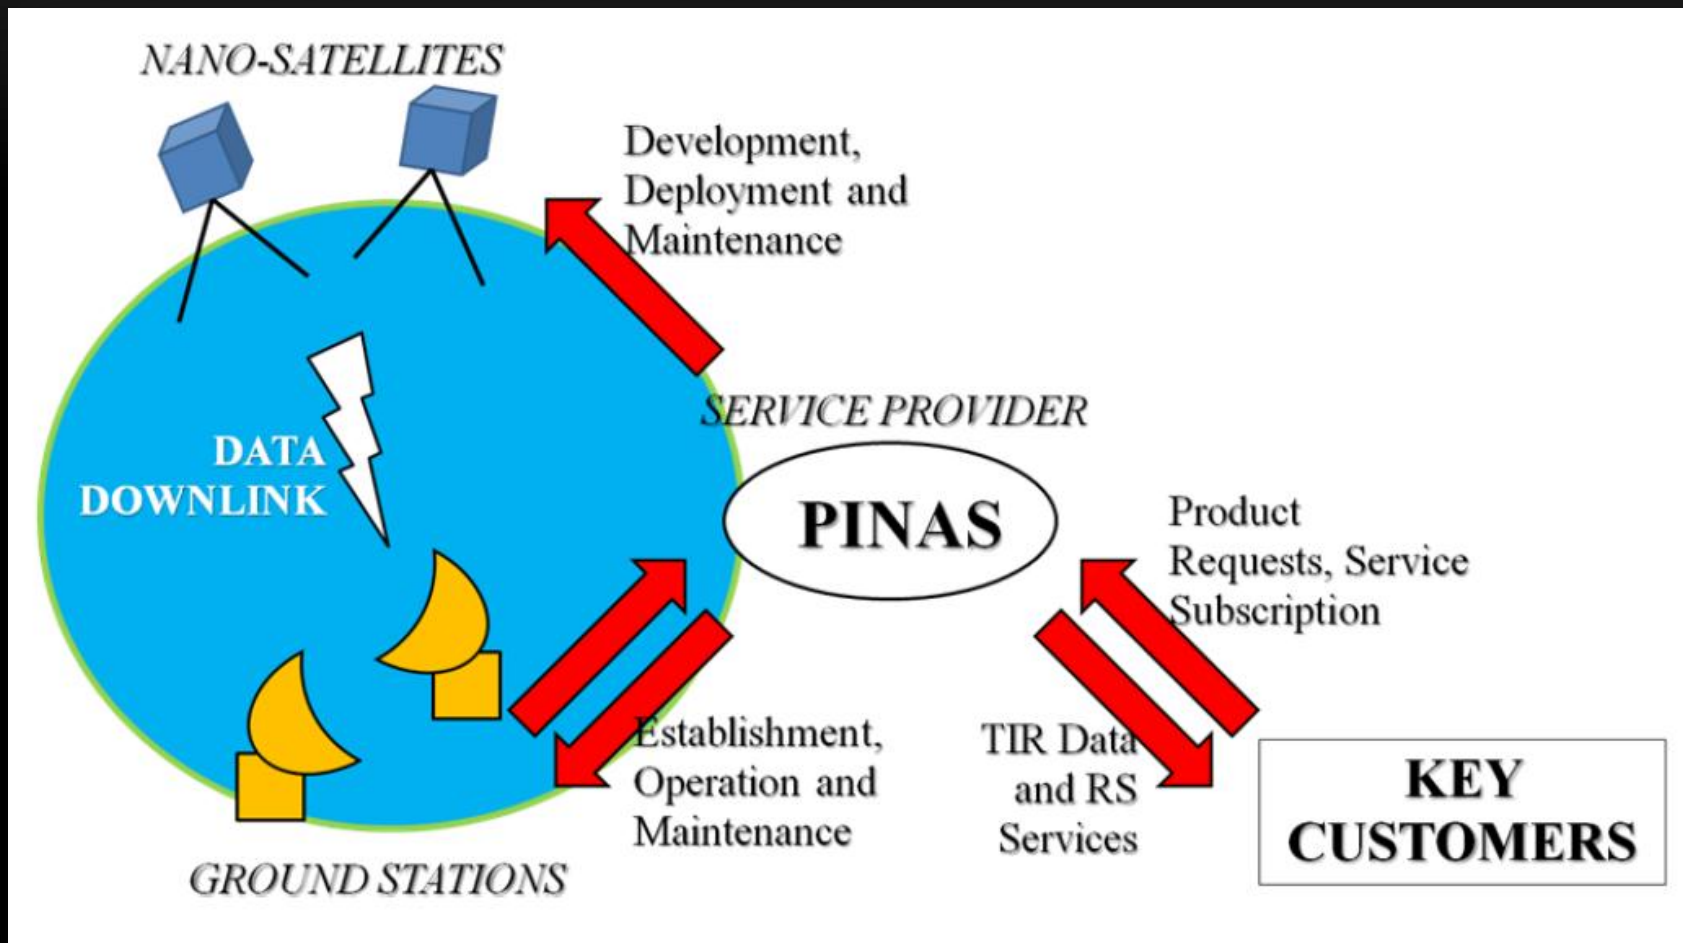 NANO-SATELLITES
Development,
Deployment and
Maintenance
SERVICE PROVIDER
DATA
DOWNLINK
PINAS
Product
Requests, Service
Subscription
Establishment,
Operation and
Maintenance
TIR Data
and RS
Services
KEY
CUSTOMERS
GROUND STATIONS